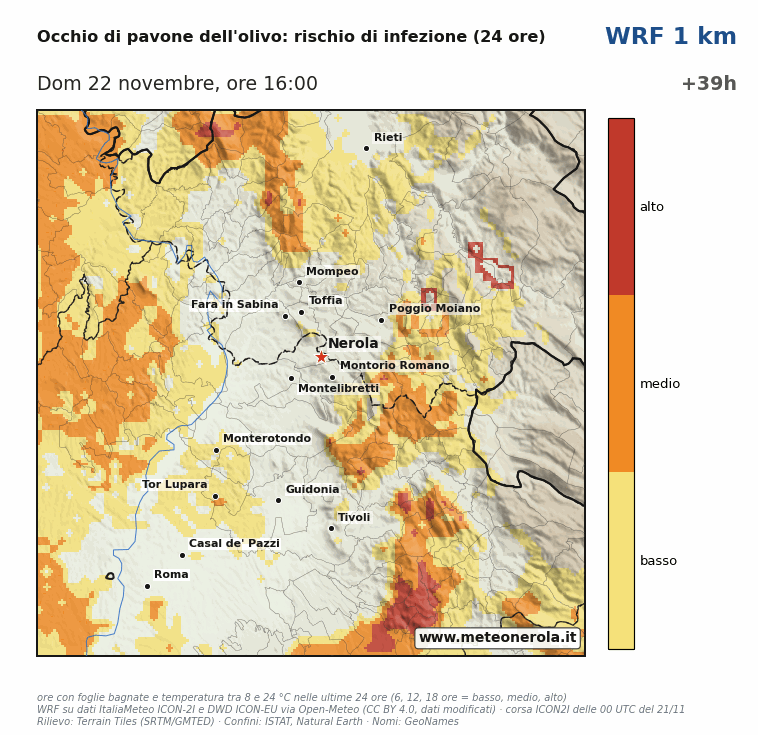 Occhio di pavone dell'olivo: rischio di infezione (24 ore)
WRF 1 km
Dom 22 novembre, ore 16:00
+39h
Rieti
alto
Mompeo
Toffia
Fara in Sabina
Poggio Moiano
Nerola
Montorio Romano
medio
Montelibretti
Monterotondo
Tor Lupara
Guidonia
Tivoli
Casal de' Pazzi
basso
Roma
www.meteonerola.it
ore con foglie bagnate e temperatura tra 8 e 24 °C nelle ultime 24 ore (6, 12, 18 ore = basso, medio, alto)
WRF su dati ItaliaMeteo ICON-2I e DWD ICON-EU via Open-Meteo (CC BY 4.0, dati modificati) · corsa ICON2I delle 00 UTC del 21/11
Rilievo: Terrain Tiles (SRTM/GMTED) · Confini: ISTAT, Natural Earth · Nomi: GeoNames